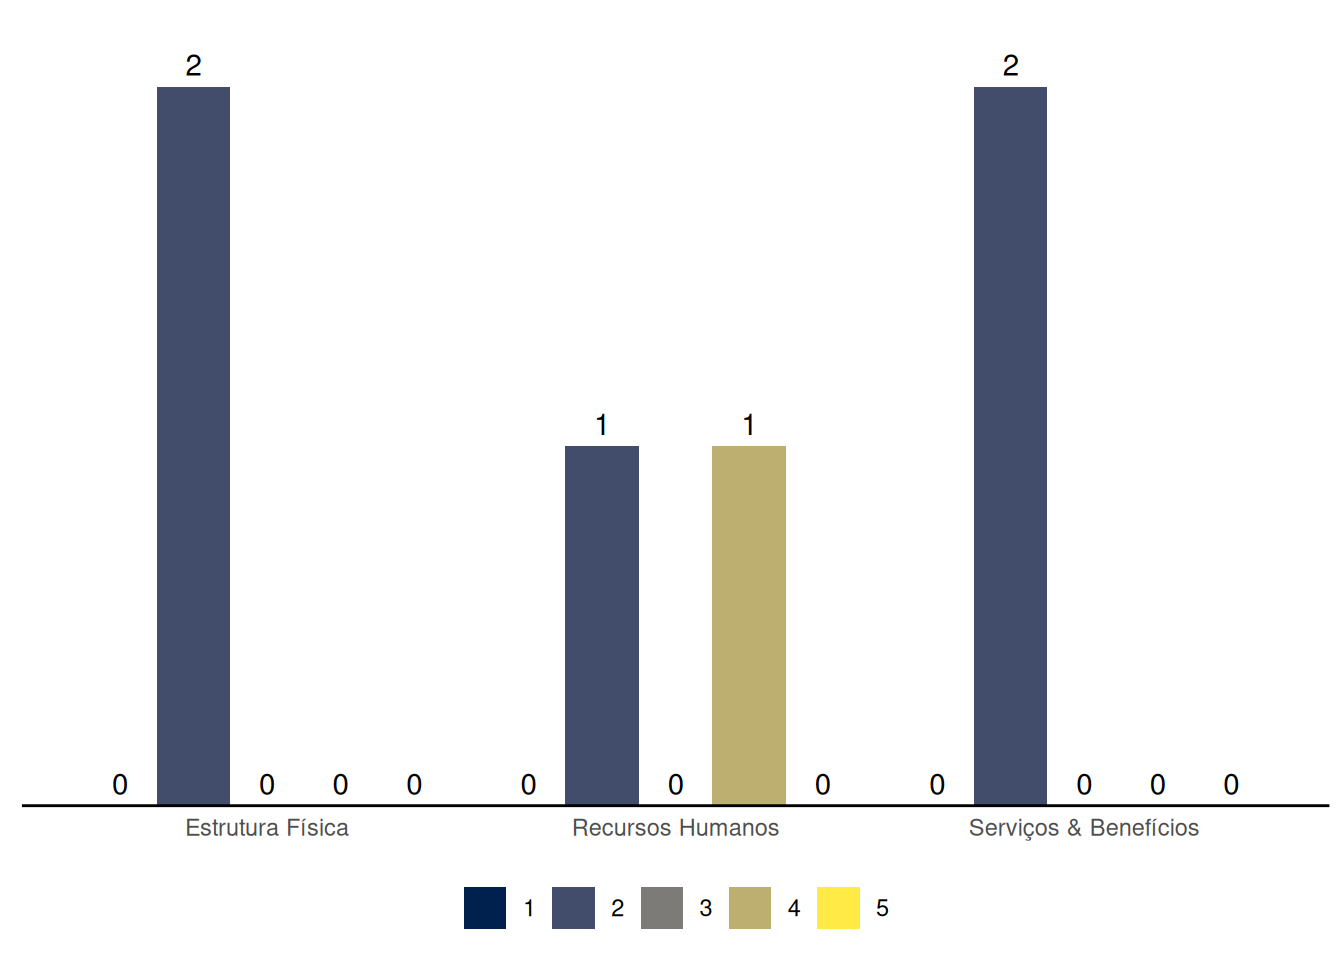 2 2
1 1
0 0 0 0 0 0 0 0 0 0 0
Estrutura Física Recursos Humanos Serviços & Benefícios
1 2 3 4 5